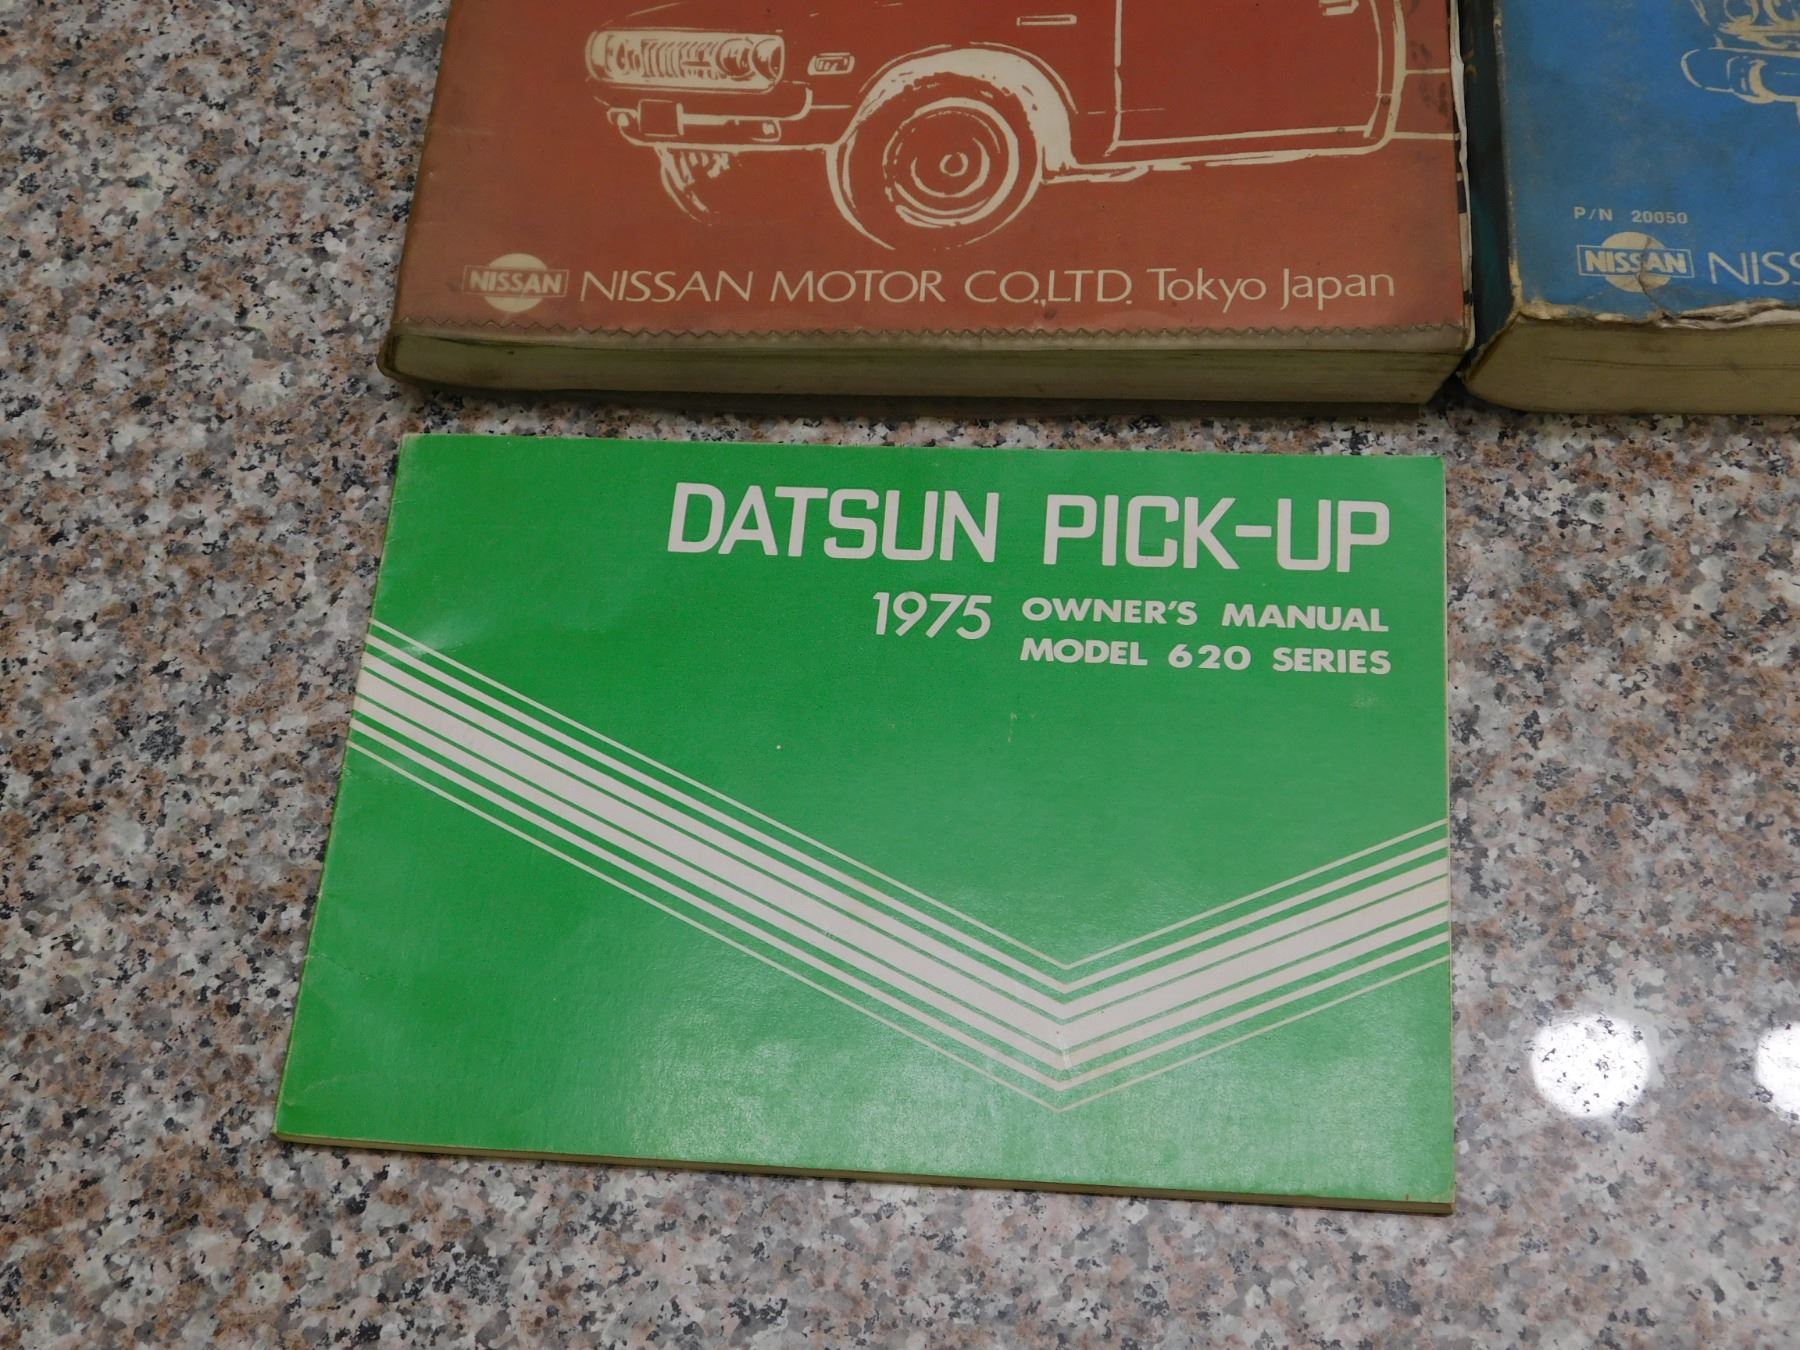 NISSAN NISSAN MOTOR CO.,LTD. Tokyo Japan
P/N 20050
NISSAN
DATSUN PICK-UP
1975 OWNER'S MANUAL
MODEL 620 SERIES